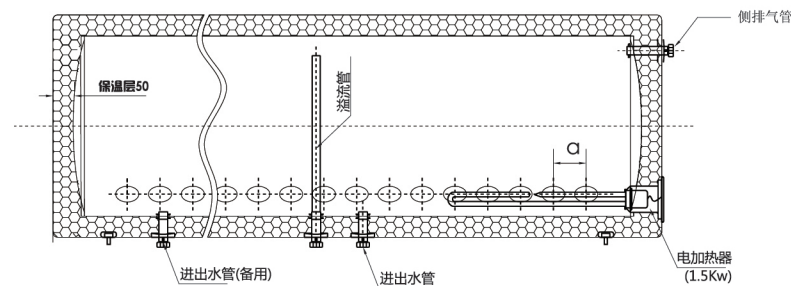 侧排气管
保温层50
溢流管
a
电加热器
(1.5Kw)
进出水管(备用)
进出水管